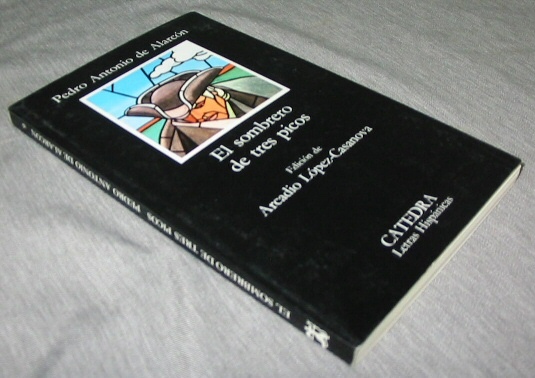 Pedro Antonio de Alarcón
El sombrero
de tres picos
Edición de
Arcadio López-Casanova
CATEDRA
Letras Hispánicas
EL SOMBRERO DE TRES PICOS PEDRO ANTONIO DE ALARCÓN